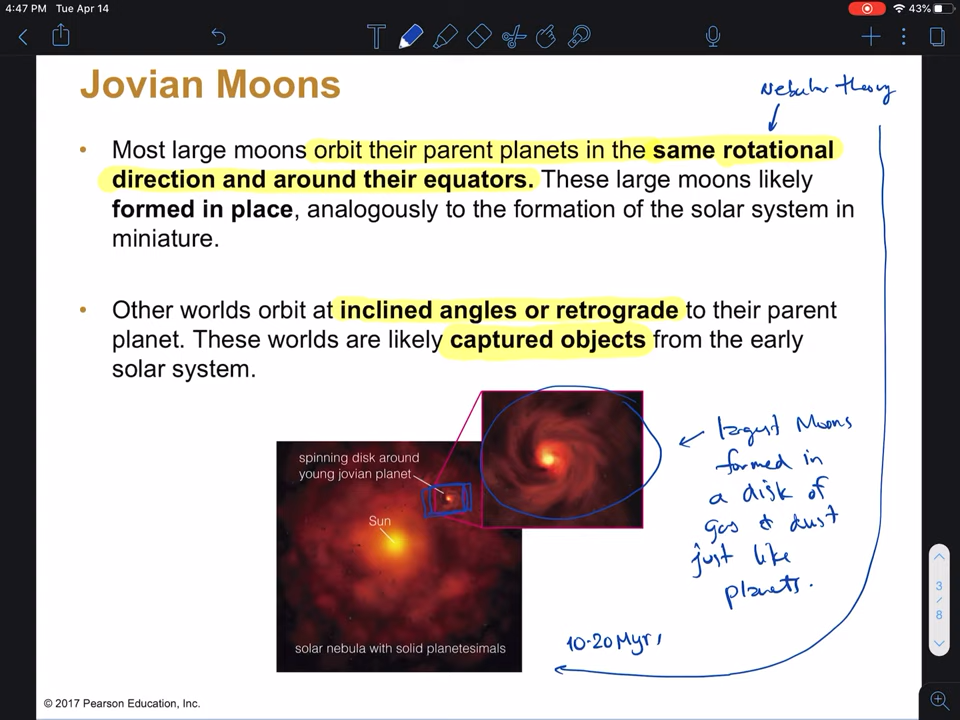 4:47 PM Tue Apr 14
43%
Jovian Moons
Nebular theory
• Most large moons orbit their parent planets in the same rotational
direction and around their equators. These large moons likely
formed in place, analogously to the formation of the solar system in
miniature.
• Other worlds orbit at inclined angles or retrograde to their parent
planet. These worlds are likely captured objects from the early
solar system.
spinning disk around
young jovian planet
Sun
solar nebula with solid planetesimals
largest Moons
formed in
a disk of
gas & dust
just like
planets.
10-20 Myr,
3
/
8
© 2017 Pearson Education, Inc.